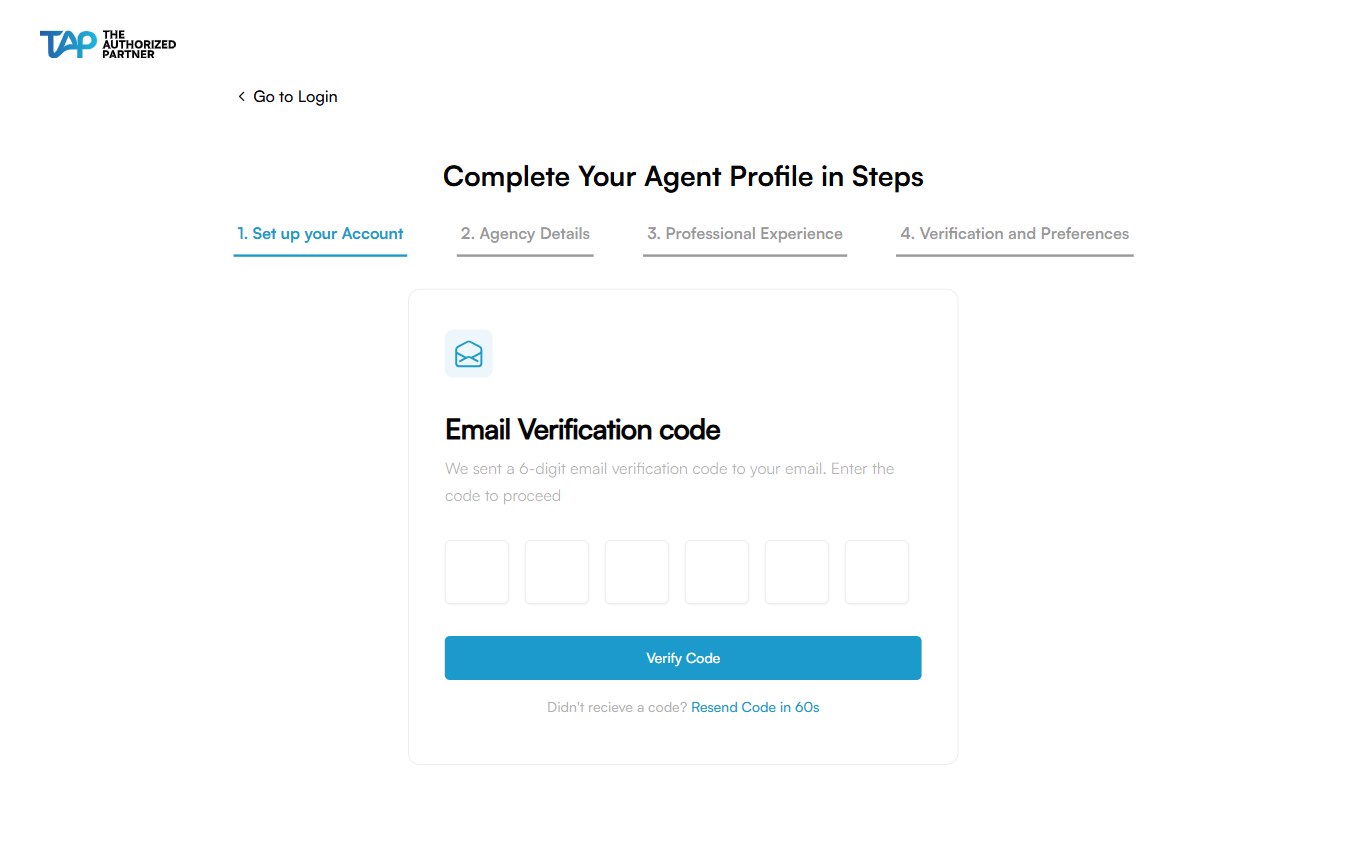 TAP THE
AUTHORIZED
PARTNER
Go to Login
Complete Your Agent Profile in Steps
1. Set up your Account 2. Agency Details 3. Professional Experience 4. Verification and Preferences
Email Verification code
We sent a 6-digit email verification code to your email. Enter the
code to proceed
Verify Code
Didn't recieve a code? Resend Code in 60s